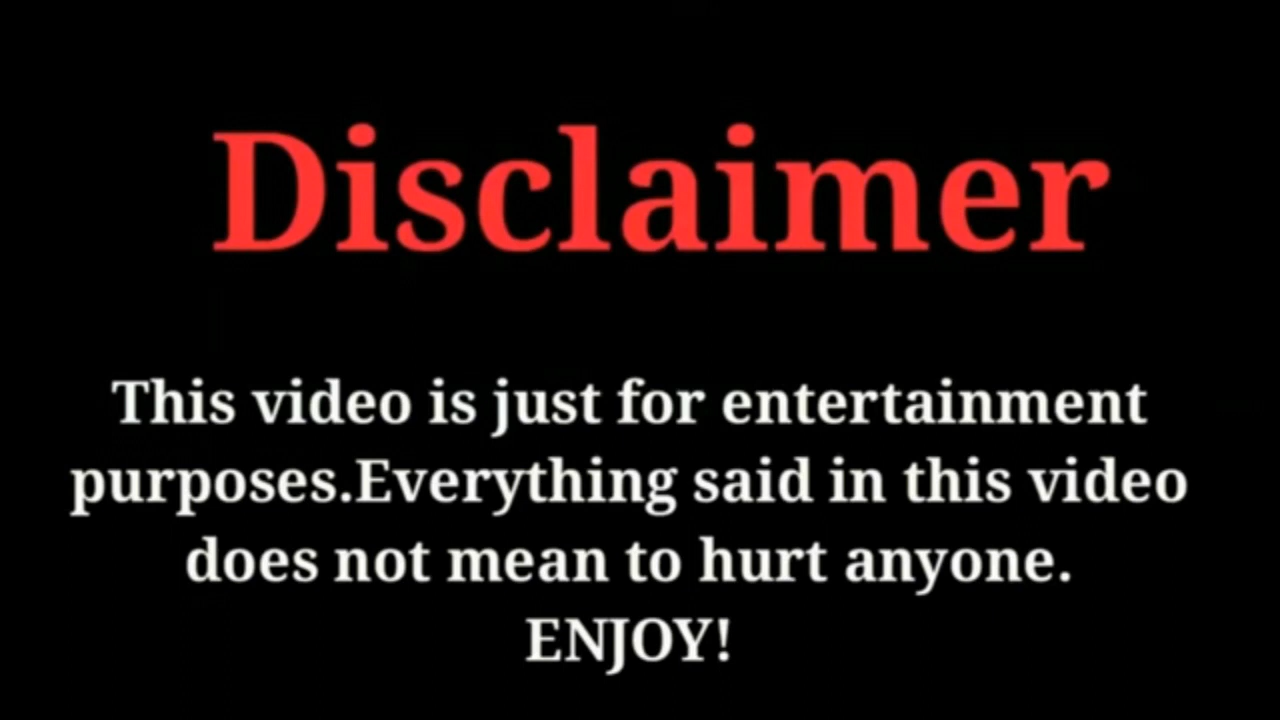 Disclaimer
This video is just for entertainment
purposes.Everything said in this video
does not mean to hurt anyone.
ENJOY!